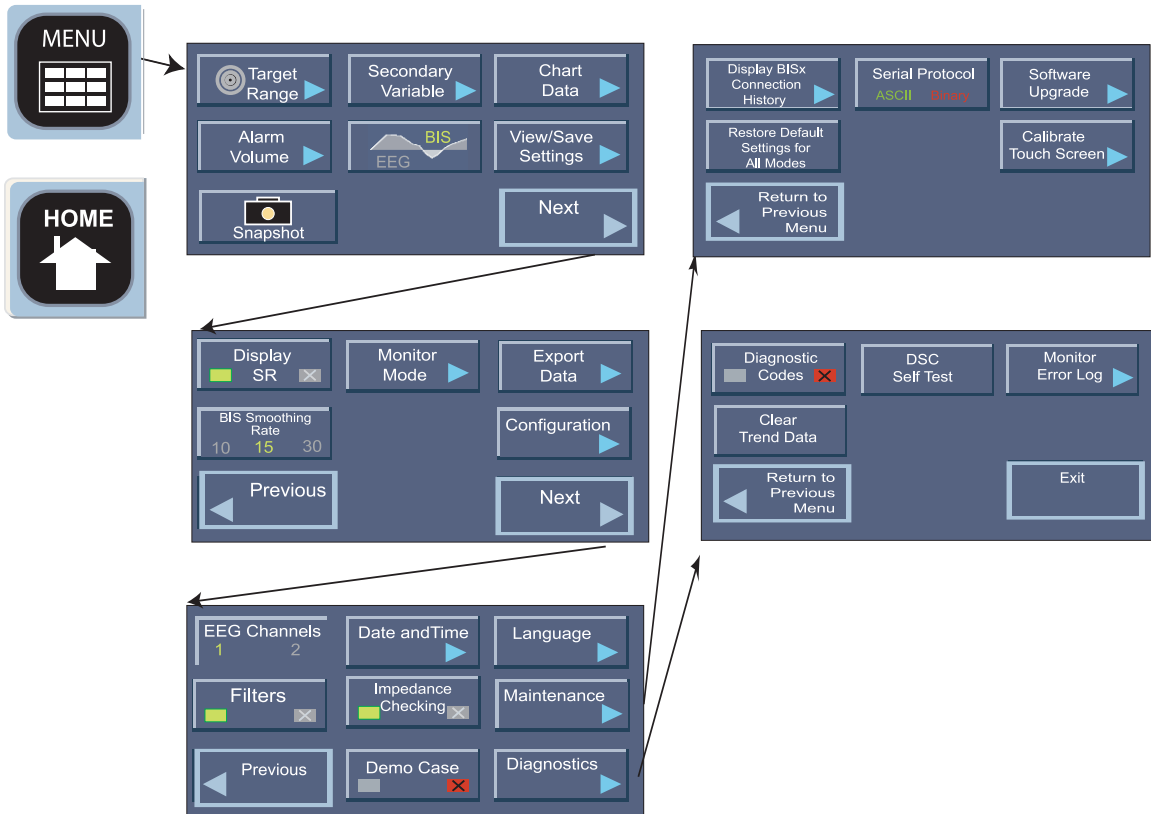 MENU
HOME
Target
Range
Secondary
Variable
Chart
Data
Alarm
Volume
BIS
EEG
View/Save
Settings
Snapshot
Next
Display
SR
Monitor
Mode
Export
Data
BIS Smoothing
Rate
10 15 30
Configuration
Previous
Next
EEG Channels
1 2
Date andTime
Language
Filters
Impedance
Checking
Maintenance
Previous
Demo Case
Diagnostics
Display BISx
Connection
History
Serial Protocol
ASCII Binary
Software
Upgrade
Restore Default
Settings for
All Modes
Calibrate
Touch Screen
Return to
Previous
Menu
Diagnostic
Codes
DSC
Self Test
Monitor
Error Log
Clear
Trend Data
Return to
Previous
Menu
Exit